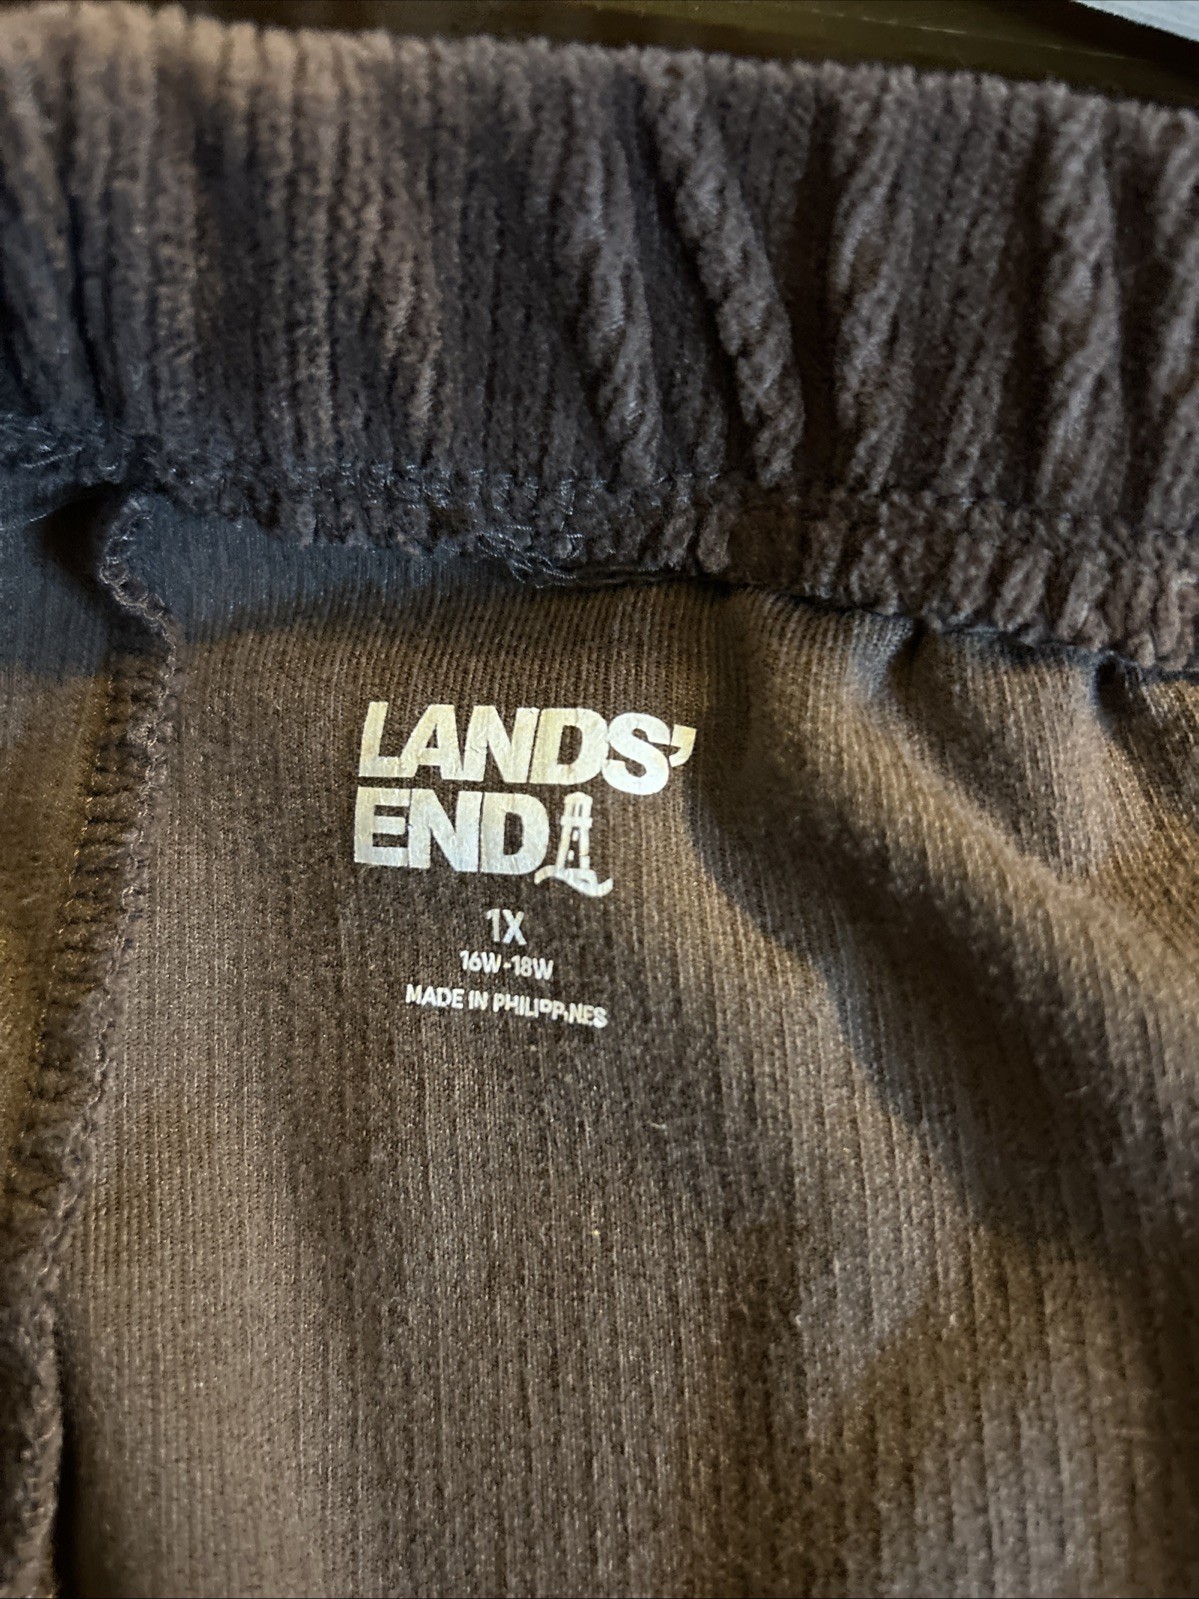 LANDS'
END
1X
16W-18W
MADE IN PHILIPPINES